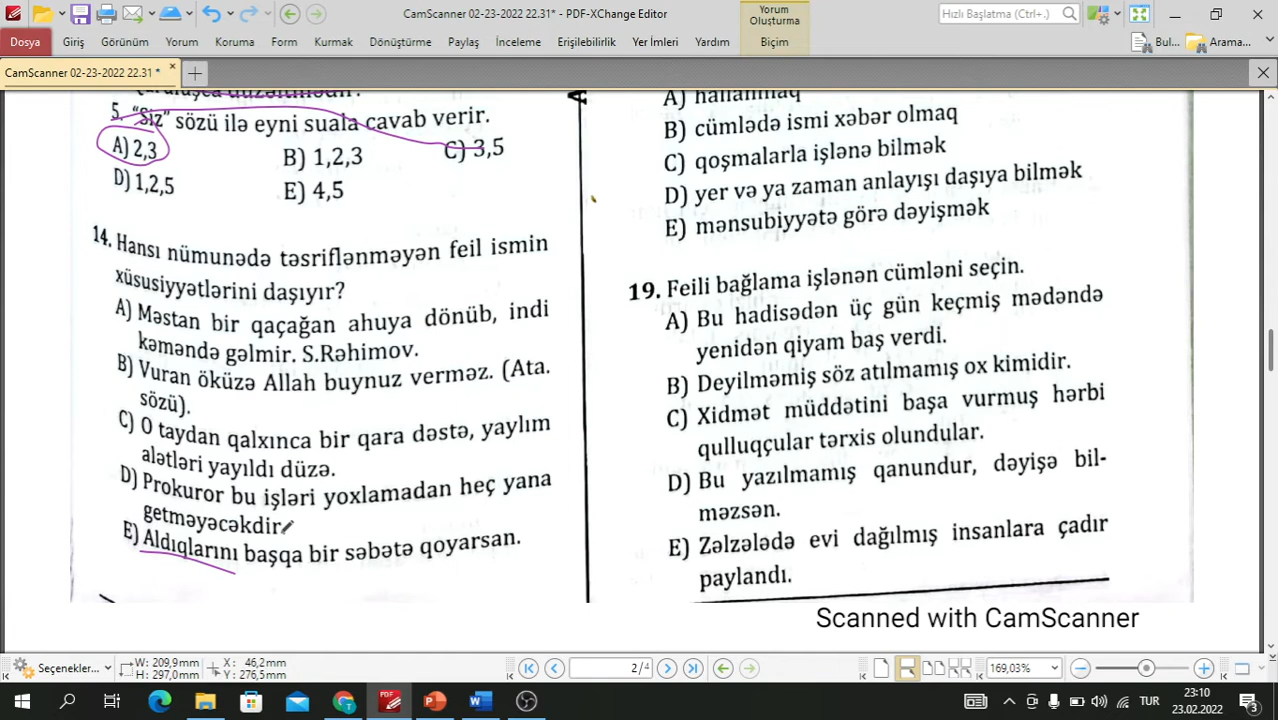 CamScanner 02-23-2022 22.31* - PDF-XChange Editor
Yorum Oluşturma
Hızlı Başlatma (Ctrl+.)
Dosya Giriş Görünüm Yorum Koruma Form Kırmak Dönüştürme Paylaş İnceleme Erişilebilirlik Yer İmleri Yardım Biçim
Bul... Arama...
CamScanner 02-23-2022 22.31 *
5. "Siz" sözü ilə eyni suala cavab verir.
A) 2,3 B) 1,2,3 C) 3,5
D) 1,2,5 E) 4,5
14. Hansı nümunədə təsriflənməyən feil ismin
xüsusiyyətlərini daşıyır?
A) Məstan bir qaçağan ahuya dönüb, indi
kəməndə gəlmir. S.Rəhimov.
B) Vuran öküzə Allah buynuz verməz. (Ata.
sözü).
C) O taydan qalxınca bir qara dəstə, yaylım
alətləri yayıldı düzə.
D) Prokuror bu işləri yoxlamadan heç yana
getməyəcəkdir
E) Aldıqlarını başqa bir səbətə qoyarsan.
A) hallanmaq
B) cümlədə ismi xəbər olmaq
C) qoşmalarla işlənə bilmək
D) yer və ya zaman anlayışı daşıya bilmək
E) mənsubiyyətə görə dəyişmək
19. Feili bağlama işlənən cümləni seçin.
A) Bu hadisədən üç gün keçmiş mədəndə
yenidən qiyam baş verdi.
B) Deyilməmiş söz atılmamış ox kimidir.
C) Xidmət müddətini başa vurmuş hərbi
qulluqçular tərxis olundular.
D) Bu yazılmamış qanundur, dəyişə bil-
məzsən.
E) Zəlzələdə evi dağılmış insanlara çadır
paylandı.
Scanned with CamScanner
Seçenekler...
W: 209,9mm
H: 297,0mm
X: 46,2mm
Y: 276,5mm
2/4
169,03%
TUR
23:10
23.02.2022
3